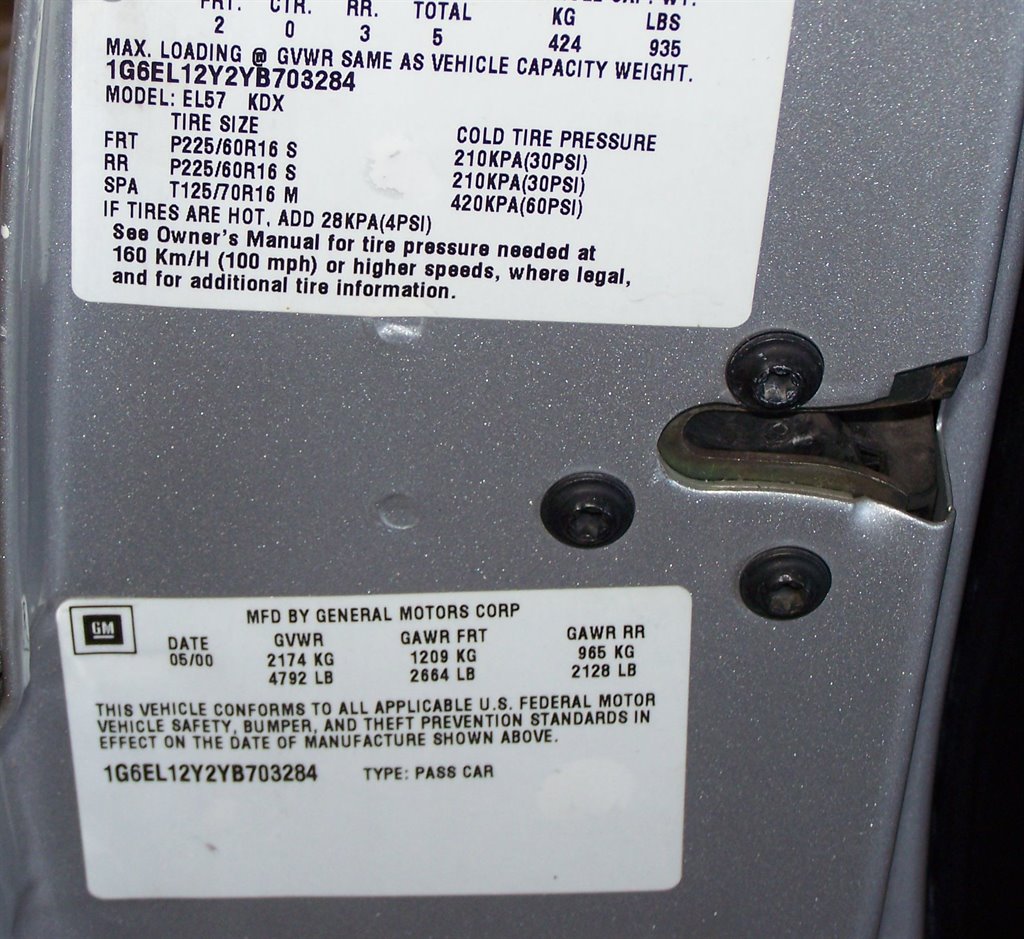 FRT. CTR. RR. TOTAL KG LBS
2 0 3 5 424 935
MAX. LOADING @ GVWR SAME AS VEHICLE CAPACITY WEIGHT.
1G6EL12Y2YB703284
MODEL: EL57 KDX
TIRE SIZE COLD TIRE PRESSURE
FRT P225/60R16 S 210KPA(30PSI)
RR P225/60R16 S 210KPA(30PSI)
SPA T125/70R16 M 420KPA(60PSI)
IF TIRES ARE HOT, ADD 28KPA(4PSI)
See Owner's Manual for tire pressure needed at
160 Km/H (100 mph) or higher speeds, where legal,
and for additional tire information.
GM
MFD BY GENERAL MOTORS CORP
DATE GVWR GAWR FRT GAWR RR
05/00 2174 KG 1209 KG 965 KG
4792 LB 2664 LB 2128 LB
THIS VEHICLE CONFORMS TO ALL APPLICABLE U.S. FEDERAL MOTOR
VEHICLE SAFETY, BUMPER, AND THEFT PREVENTION STANDARDS IN
EFFECT ON THE DATE OF MANUFACTURE SHOWN ABOVE.
1G6EL12Y2YB703284 TYPE: PASS CAR